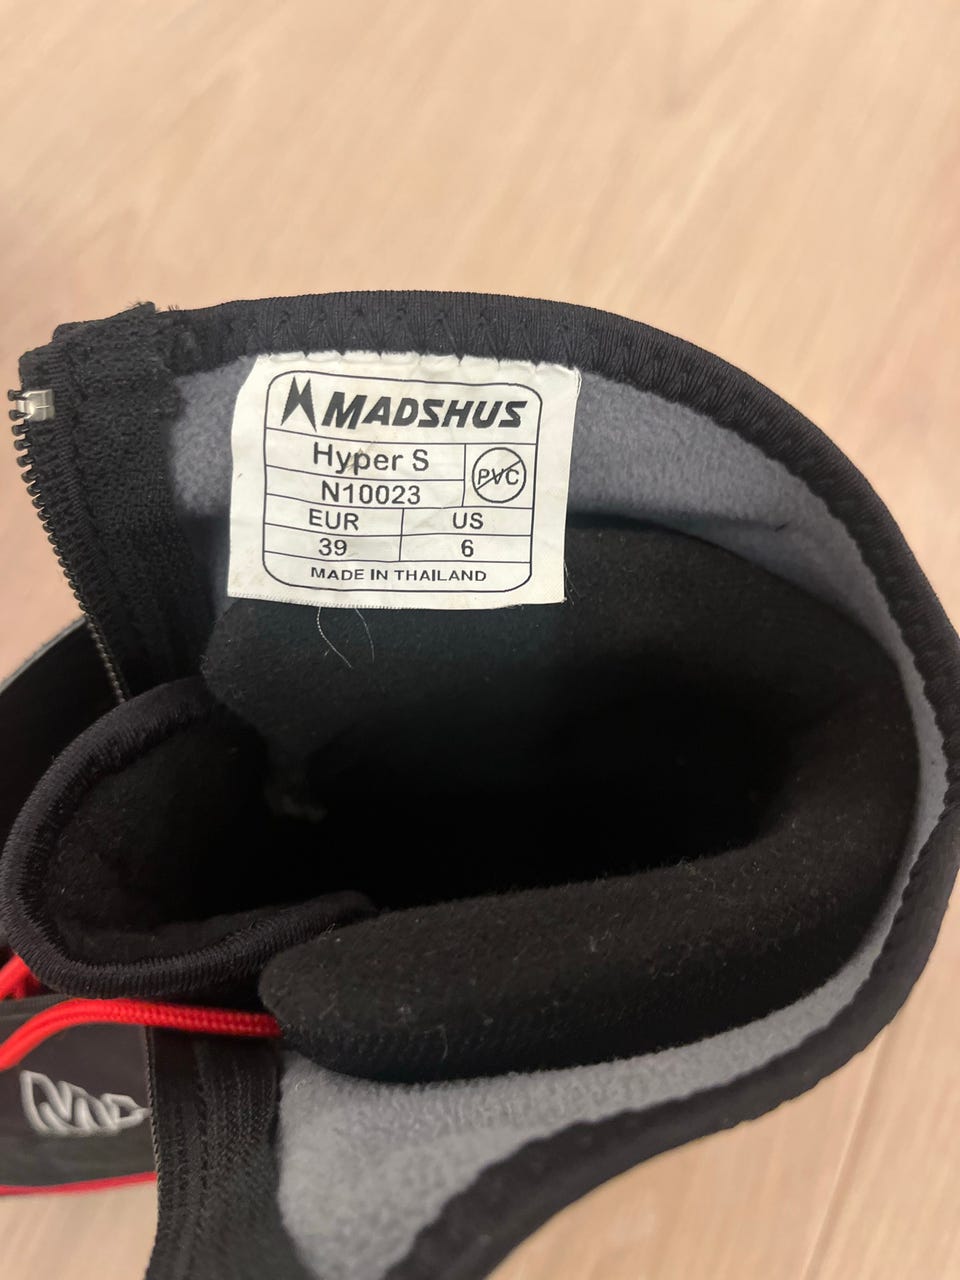 MADSHUS
Hyper S
PVC
N10023
EUR US
39 6
MADE IN THAILAND